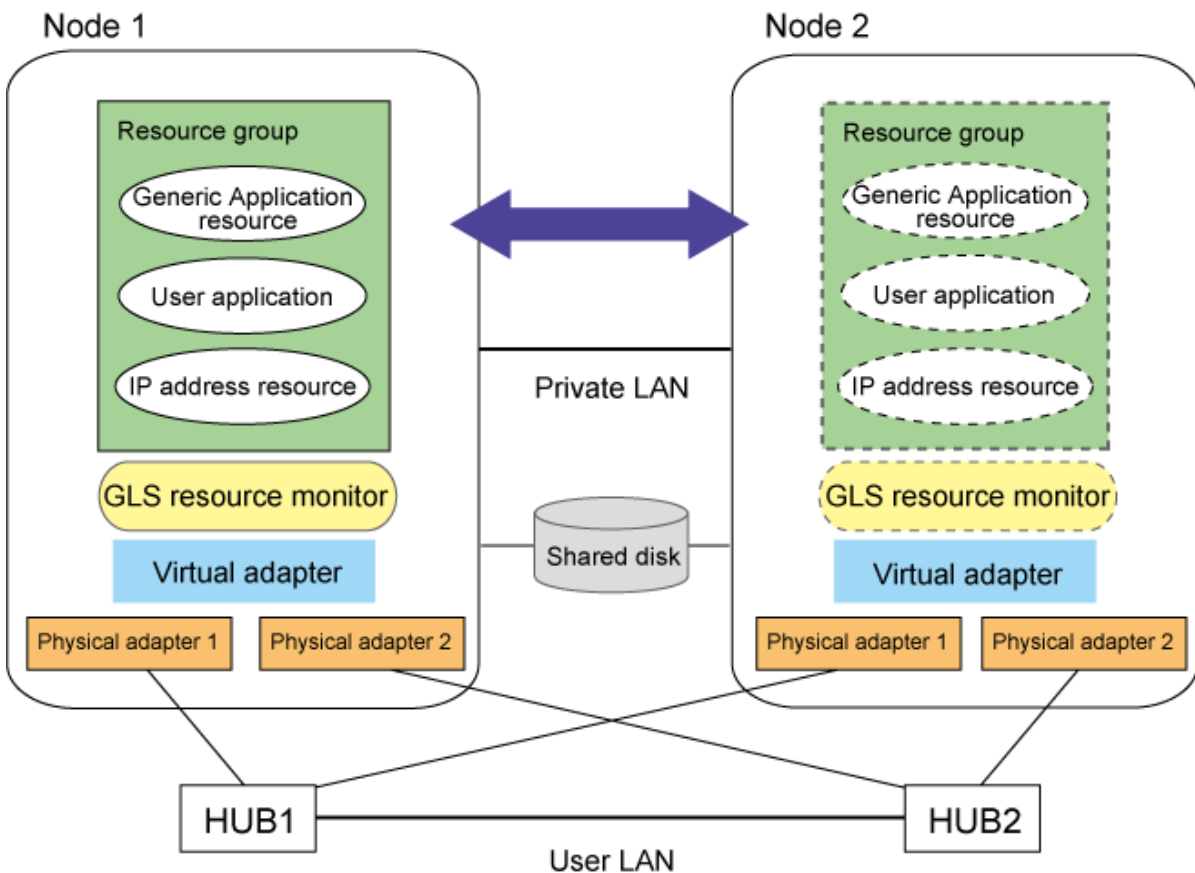 Node 1
Resource group
Generic Application
resource
User application
IP address resource
GLS resource monitor
Virtual adapter
Physical adapter 1
Physical adapter 2
Private LAN
Shared disk
Node 2
Resource group
Generic Application
resource
User application
IP address resource
GLS resource monitor
Virtual adapter
Physical adapter 1
Physical adapter 2
HUB1
HUB2
User LAN